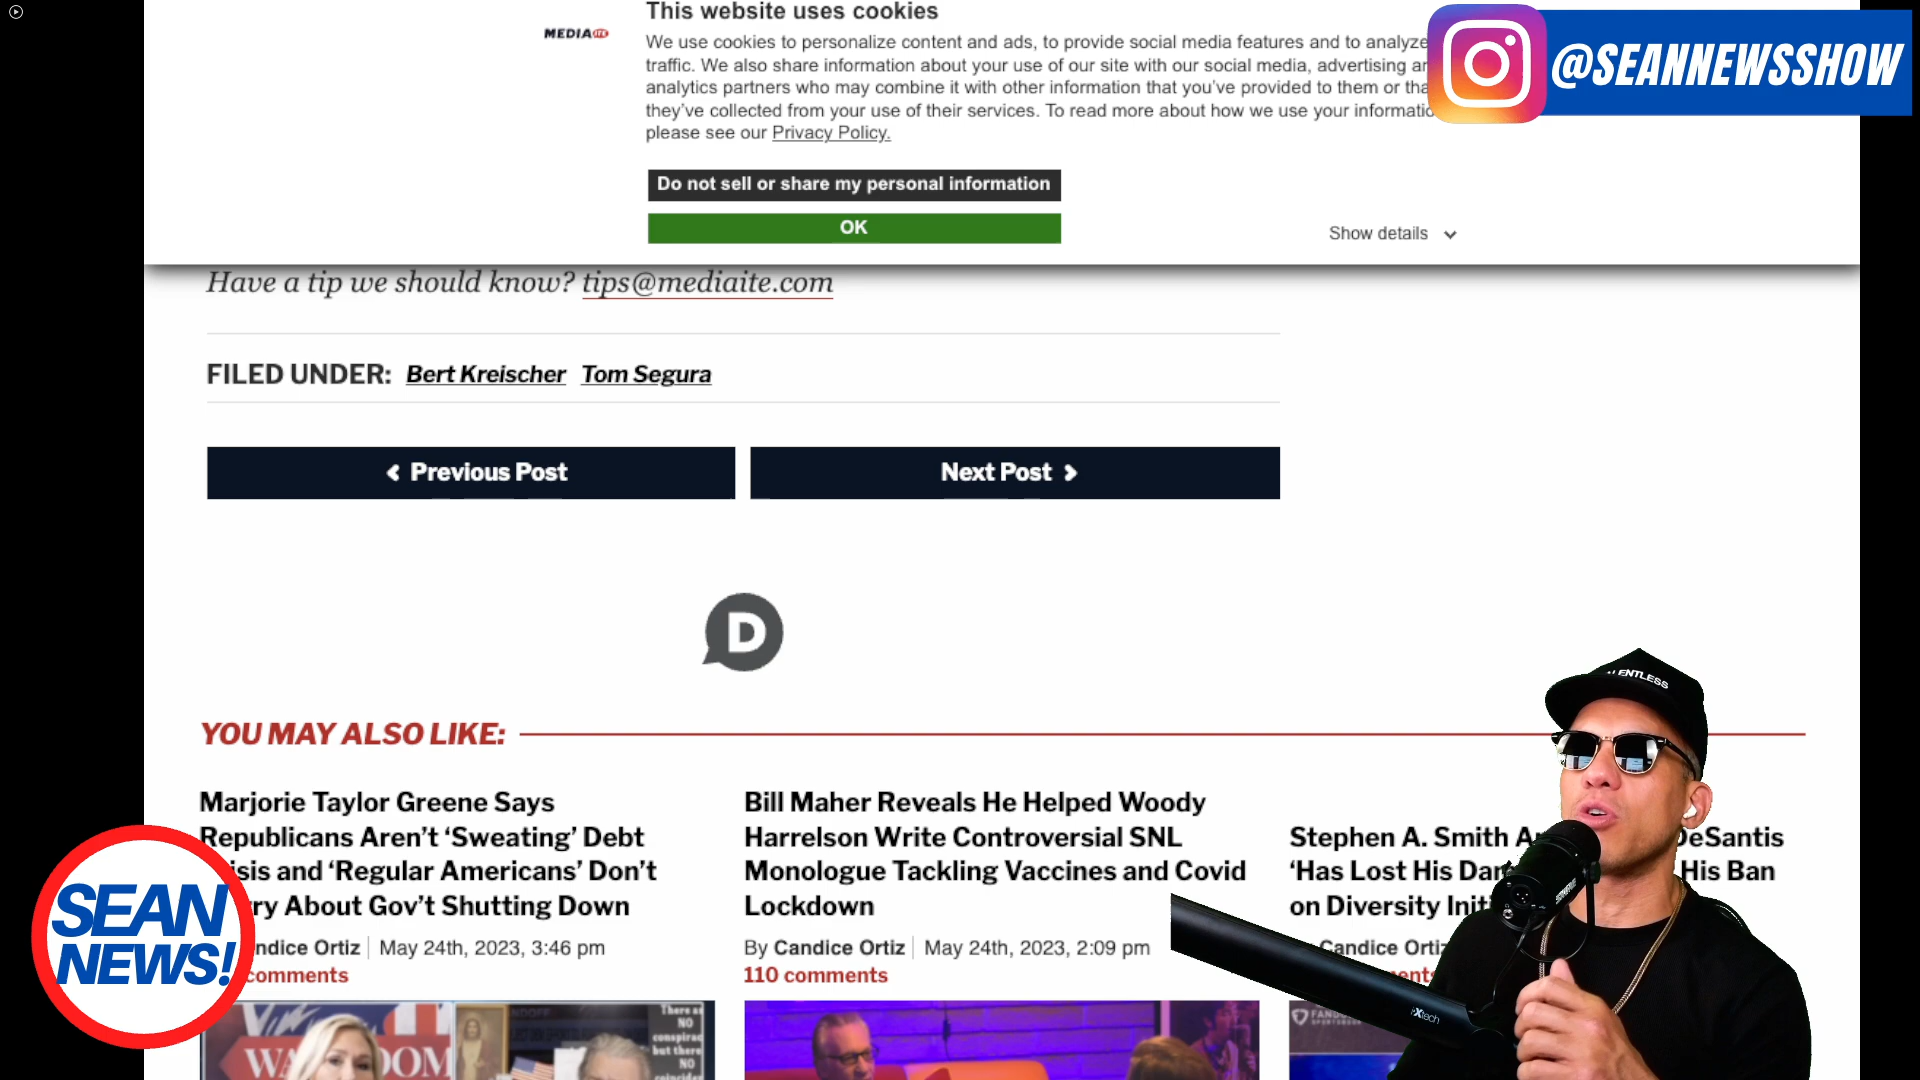 This website uses cookies
MEDIAITE
We use cookies to personalize content and ads, to provide social media features and to analyze
traffic. We also share information about your use of our site with our social media, advertising
analytics partners who may combine it with other information that you've provided to them or
they've collected from your use of their services. To read more about how we use your
please see our Privacy Policy.
@SEANNEWSSHOW
Do not sell or share my personal information
OK
Show details
Have a tip we should know? tips@mediaite.com
FILED UNDER: Bert Kreischer Tom Segura
Previous Post
Next Post
D
YOU MAY ALSO LIKE:
Marjorie Taylor Greene Says
Republicans Aren't 'Sweating' Debt
and 'Regular Americans' Don't
About Gov't Shutting Down
Ortiz | May 24th, 2023, 3:46 pm
comments
Bill Maher Reveals He Helped Woody
Harrelson Write Controversial SNL
Monologue Tackling Vaccines and Covid
Lockdown
By Candice Ortiz | May 24th, 2023, 2:09 pm
110 comments
Stephen A. Smith DeSantis
'Has Lost His His Ban
on Diversity
Candice
SEAN
NEWS!
There
NO
but there
NO